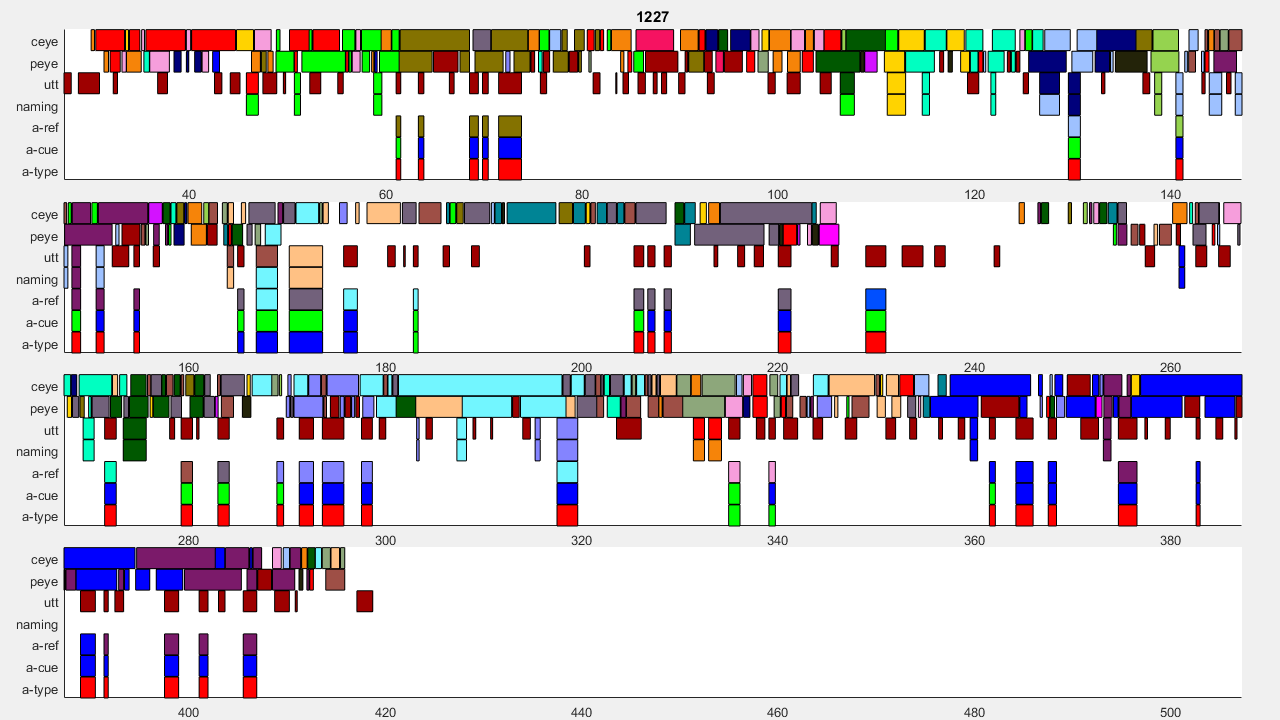 1227
ceye
peye
utt
naming
a-ref
a-cue
a-type
40 60 80 100 120 140
ceye
peye
utt
naming
a-ref
a-cue
a-type
160 180 200 220 240 260
ceye
peye
utt
naming
a-ref
a-cue
a-type
280 300 320 340 360 380
ceye
peye
utt
naming
a-ref
a-cue
a-type
400 420 440 460 480 500